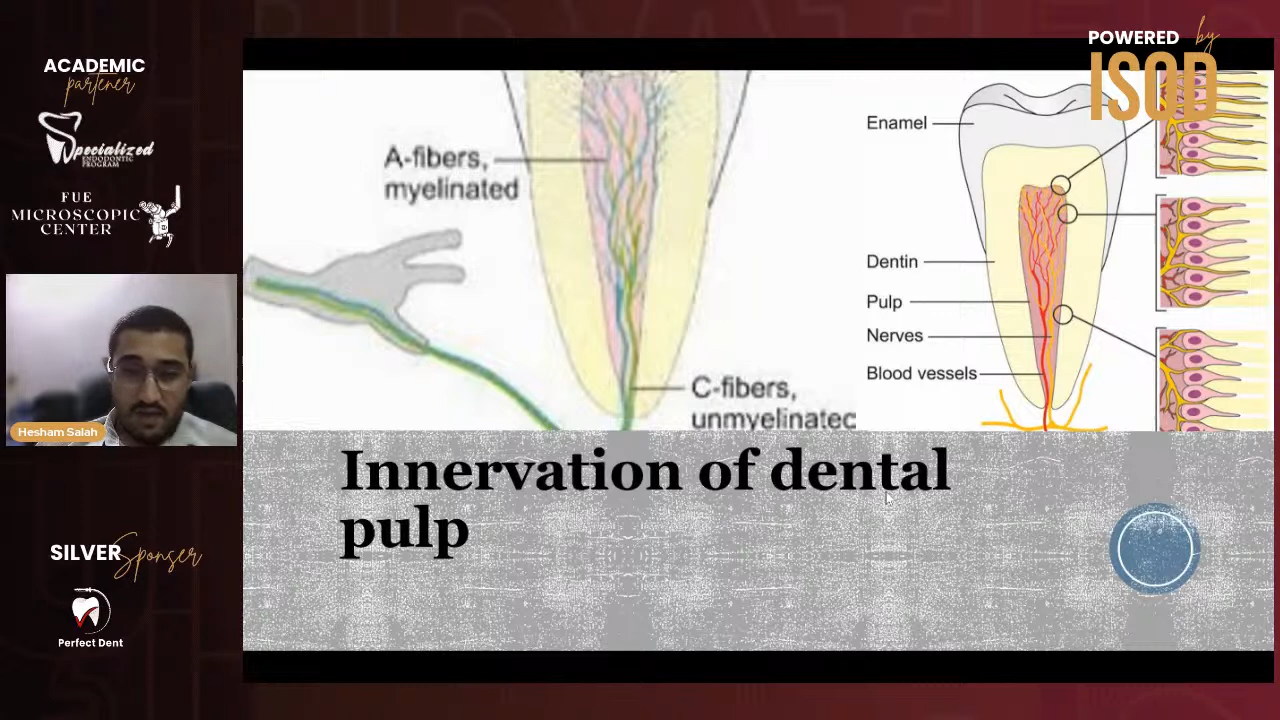 ACADEMIC
partener
Specialized
ENDODONTIC
PROGRAM
FUE
MICROSCOPIC
CENTER
Hesham Salah
SILVER Sponser
Perfect Dent
POWERED by
ISOD
A-fibers,
myelinated
C-fibers,
unmyelinated
Enamel
Dentin
Pulp
Nerves
Blood vessels
Innervation of dental
pulp